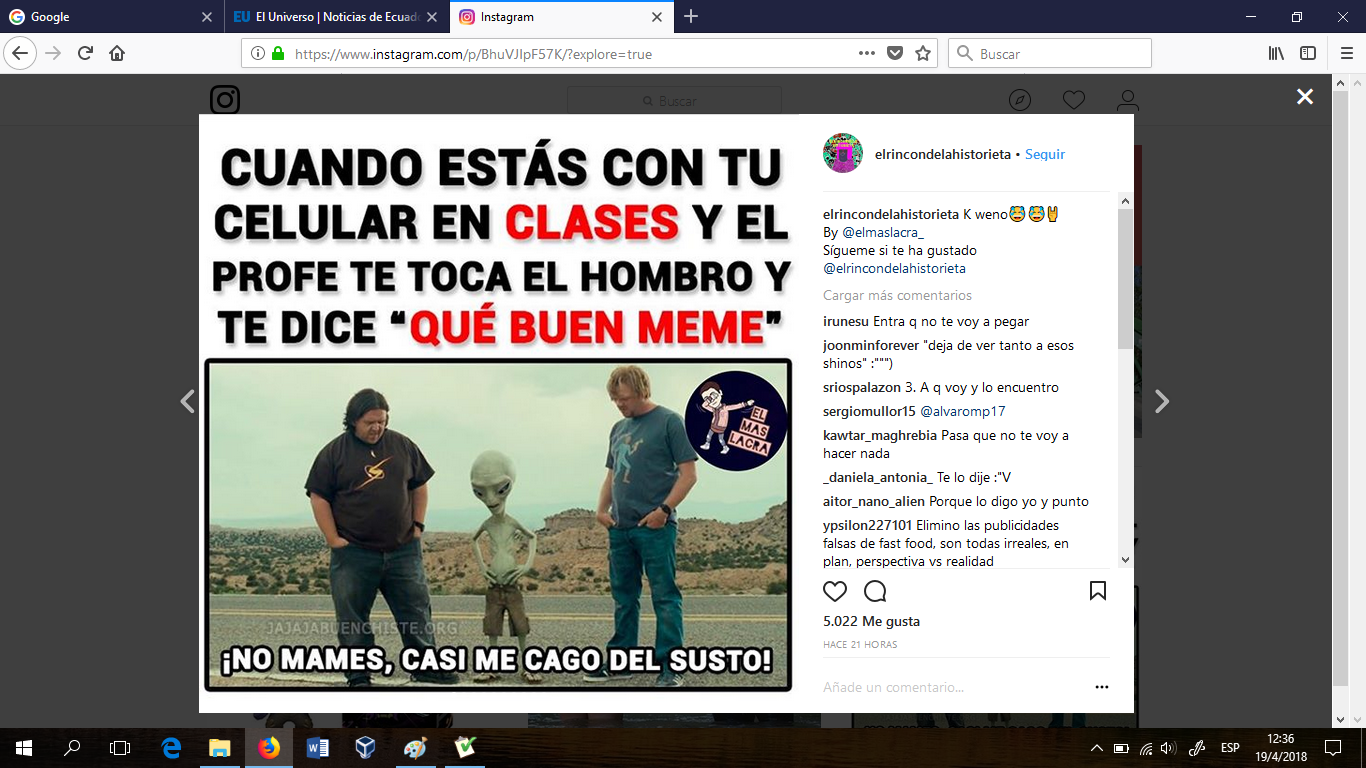 Google
El Universo | Noticias de Ecuad
Instagram
https://www.instagram.com/p/BhuVJIpF57K/?explore=true
Buscar
Buscar
CUANDO ESTÁS CON TU
CELULAR EN CLASES Y EL
PROFE TE TOCA EL HOMBRO Y
TE DICE “QUÉ BUEN MEME”
EL
MAS
LACRA
JAJAJABUENCHISTE.ORG
¡NO MAMES, CASI ME CAGO DEL SUSTO!
elrincondelahistorieta • Seguir
elrincondelahistorieta K weno
By @elmaslacra_
Sígueme si te ha gustado
@elrincondelahistorieta
Cargar más comentarios
irunesu Entra q no te voy a pegar
joonminforever "deja de ver tanto a esos
shinos" :""")
sriospalazon 3. A q voy y lo encuentro
sergiomullor15 @alvaromp17
kawtar_maghrebia Pasa que no te voy a
hacer nada
_daniela_antonia_ Te lo dije :"V
aitor_nano_alien Porque lo digo yo y punto
ypsilon227101 Elimino las publicidades
falsas de fast food, son todas irreales, en
plan, perspectiva vs realidad
5.022 Me gusta
HACE 21 HORAS
Añade un comentario...
ESP
12:36
19/4/2018